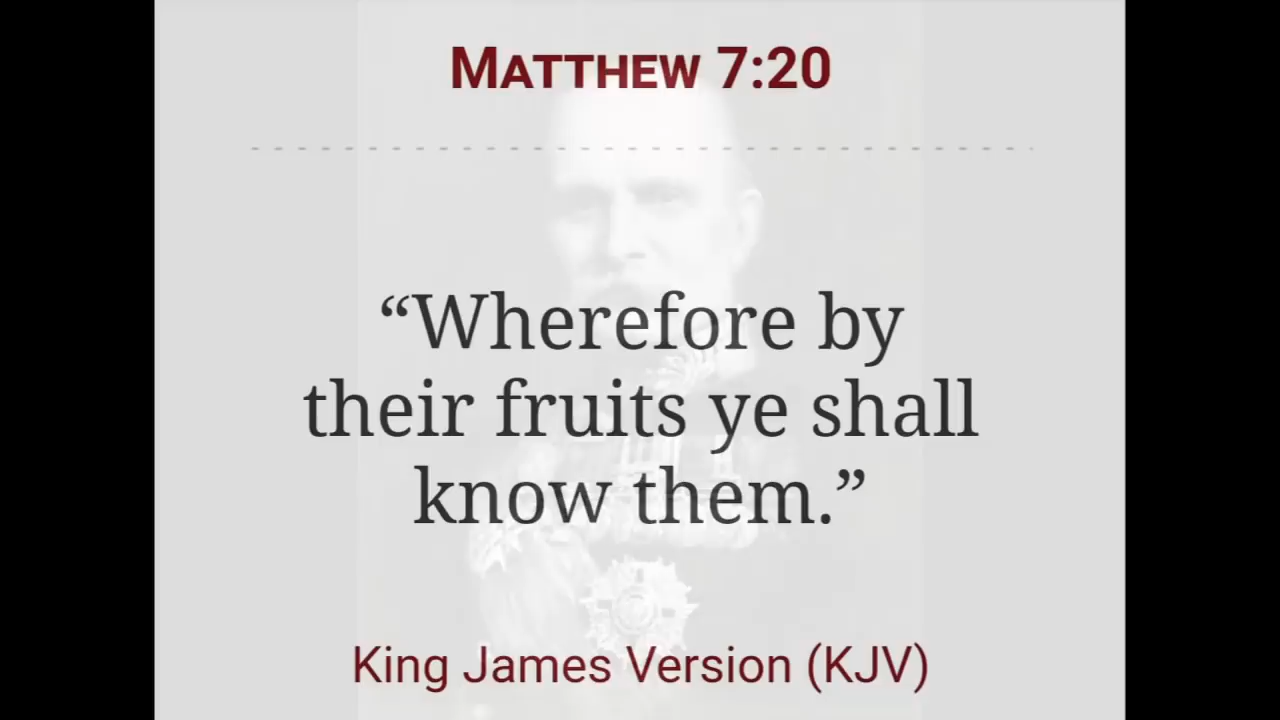 MATTHEW 7:20
“Wherefore by
their fruits ye shall
know them.”
King James Version (KJV)